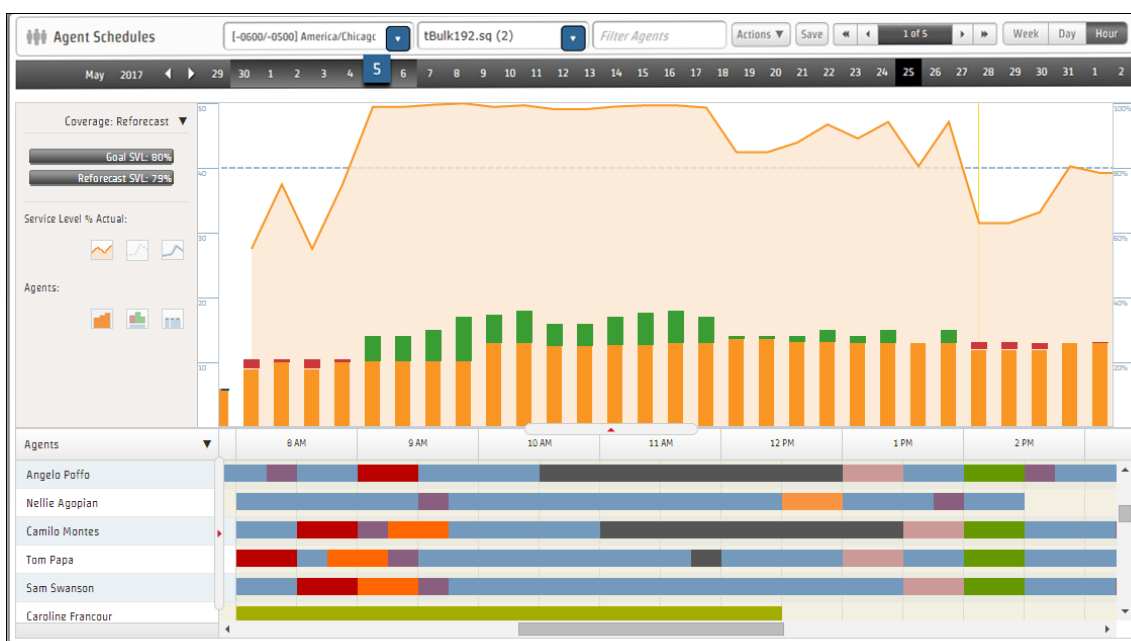 Agent Schedules [-0600/-0500] America/Chicagc tBulk192.sq (2) Filter Agents Actions ▼ Save 1 of 5 Week Day Hour
May 2017 29 30 1 2 3 4 5 6 7 8 9 10 11 12 13 14 15 16 17 18 19 20 21 22 23 24 25 26 27 28 29 30 31 1 2
50 100%
Coverage: Reforecast ▼
Goal SVL: 80%
40 80%
Reforecast SVL: 79%
Service Level % Actual:
30 60%
Agents:
20 40%
10 20%
Agents ▼ 8 AM 9 AM 10 AM 11 AM 12 PM 1 PM 2 PM
Angelo Poffo
Nellie Agopian
Camilo Montes
Tom Papa
Sam Swanson
Caroline Francour